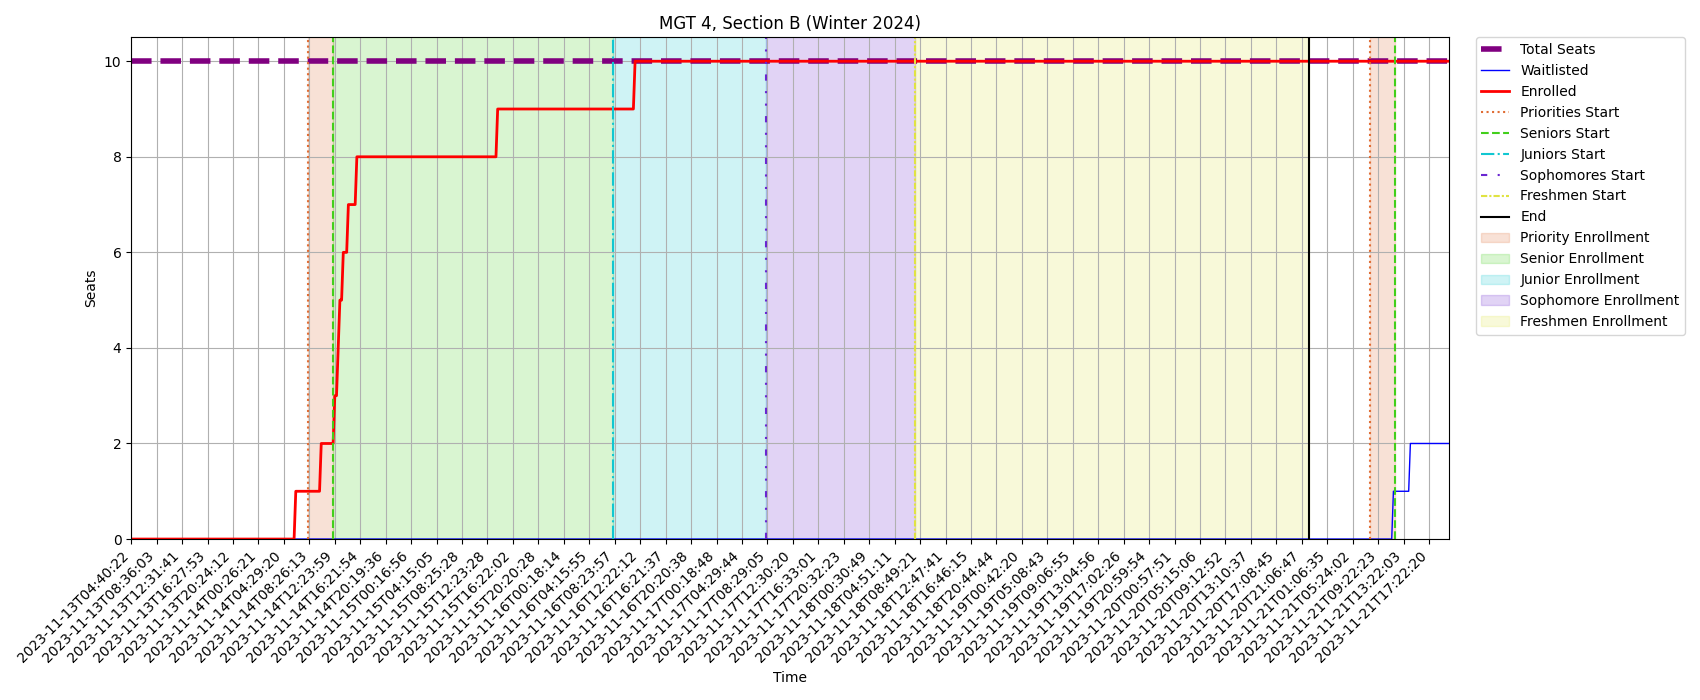 MGT 4, Section B (Winter 2024)
Seats
10
8
6
4
2
0
2023-11-13T04:40:22
2023-11-13T08:36:03
2023-11-13T12:31:41
2023-11-13T16:27:53
2023-11-13T20:24:12
2023-11-14T00:26:21
2023-11-14T04:29:20
2023-11-14T08:26:13
2023-11-14T12:23:59
2023-11-14T16:21:54
2023-11-14T20:19:36
2023-11-15T00:16:56
2023-11-15T04:15:05
2023-11-15T08:25:28
2023-11-15T12:23:28
2023-11-15T16:22:02
2023-11-15T20:20:28
2023-11-16T00:18:14
2023-11-16T04:15:55
2023-11-16T08:23:57
2023-11-16T12:22:12
2023-11-16T16:21:37
2023-11-16T20:20:38
2023-11-17T00:18:48
2023-11-17T04:29:44
2023-11-17T08:29:05
2023-11-17T12:30:20
2023-11-17T16:33:01
2023-11-17T20:32:23
2023-11-18T00:30:49
2023-11-18T04:51:11
2023-11-18T08:49:21
2023-11-18T12:47:41
2023-11-18T16:46:15
2023-11-18T20:44:44
2023-11-19T00:42:20
2023-11-19T05:08:43
2023-11-19T09:06:55
2023-11-19T13:04:56
2023-11-19T17:02:26
2023-11-19T20:59:54
2023-11-20T00:57:51
2023-11-20T05:15:06
2023-11-20T09:12:52
2023-11-20T13:10:37
2023-11-20T17:08:45
2023-11-20T21:06:47
2023-11-21T01:06:35
2023-11-21T05:24:02
2023-11-21T09:22:23
2023-11-21T13:22:03
2023-11-21T17:22:20
Time
Total Seats
Waitlisted
Enrolled
Priorities Start
Seniors Start
Juniors Start
Sophomores Start
Freshmen Start
End
Priority Enrollment
Senior Enrollment
Junior Enrollment
Sophomore Enrollment
Freshmen Enrollment